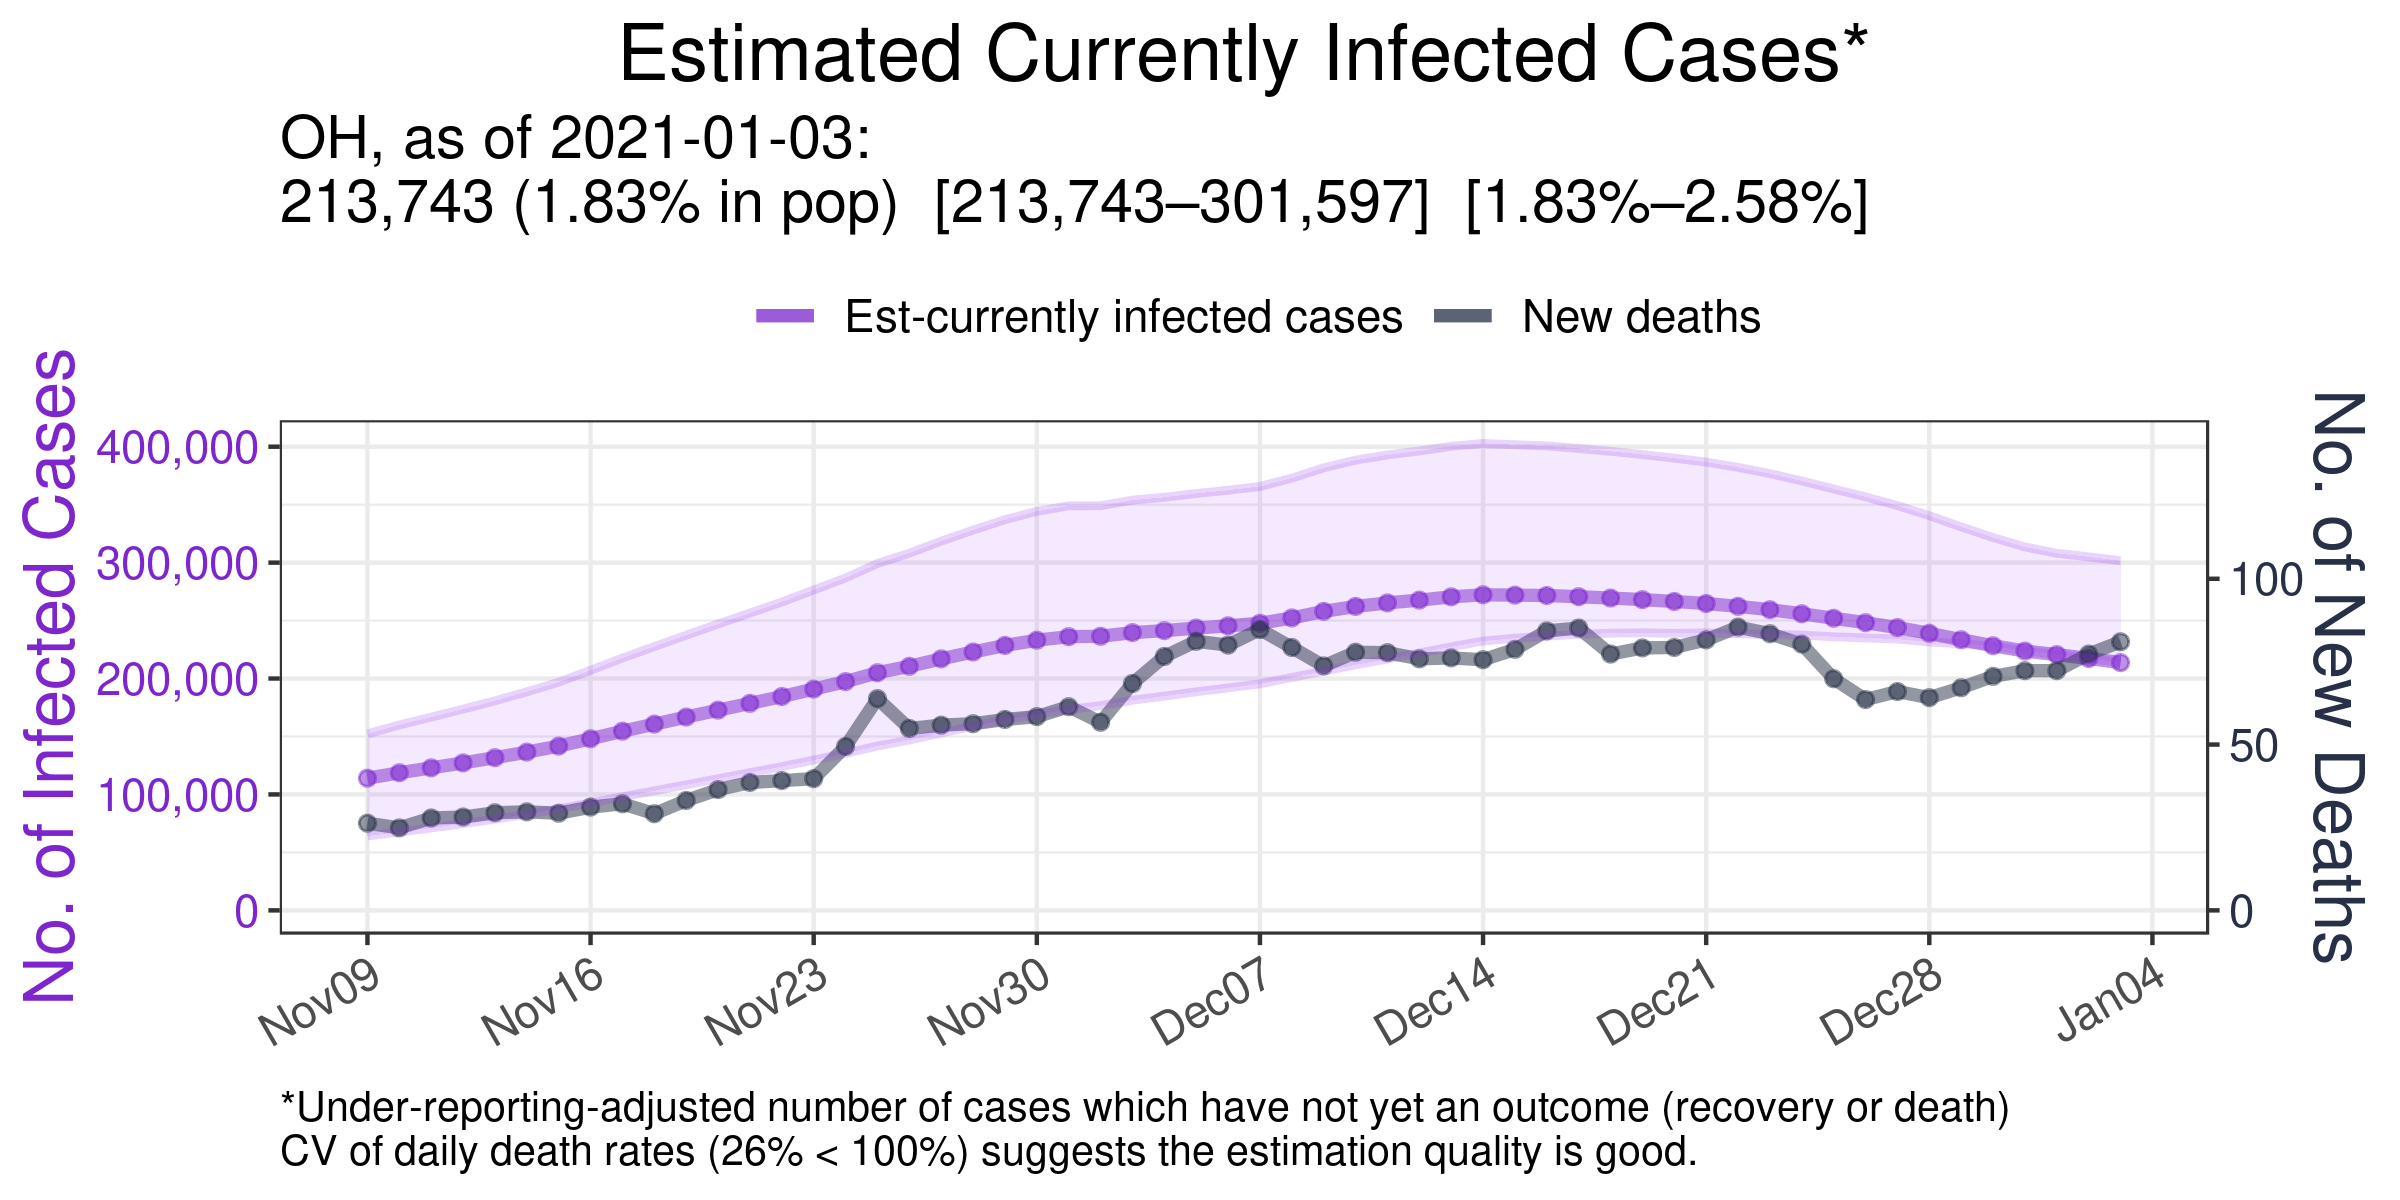 Estimated Currently Infected Cases*
OH, as of 2021-01-03:
213,743 (1.83% in pop)  [213,743–301,597]  [1.83%–2.58%]
Est-currently infected cases
New deaths
No. of Infected Cases
400,000
300,000
200,000
100,000
0
No. of New Deaths
100
50
0
Nov09
Nov16
Nov23
Nov30
Dec07
Dec14
Dec21
Dec28
Jan04
*Under-reporting-adjusted number of cases which have not yet an outcome (recovery or death)
CV of daily death rates (26% < 100%) suggests the estimation quality is good.